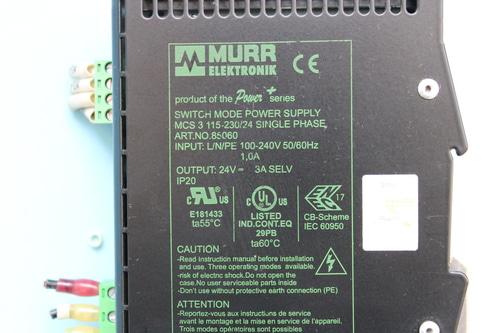 MURR
ELEKTRONIK
CE
product of the Power+ series
SWITCH MODE POWER SUPPLY
MCS 3 115-230/24 SINGLE PHASE
ART.NO.85060
INPUT: L/N/PE 100-240V 50/60Hz
1,0A
OUTPUT: 24V⎓ 3A SELV
IP20
c RU us
E181433
ta55°C
c UL us
LISTED
IND.CONT.EQ
29PB
ta60°C
17
CB-Scheme
IEC 60950
CAUTION
-Read instruction manual before installation
and use. Three operating modes available.
-risk of electric shock. Do not open the
case.No user serviceable parts inside
-Don't use without protective earth connection (PE)
ATTENTION
-Reportez-vous aux instructions de service
avant le montage et la mise en service de l'appareil.
Trois modes opératoires sont possible.